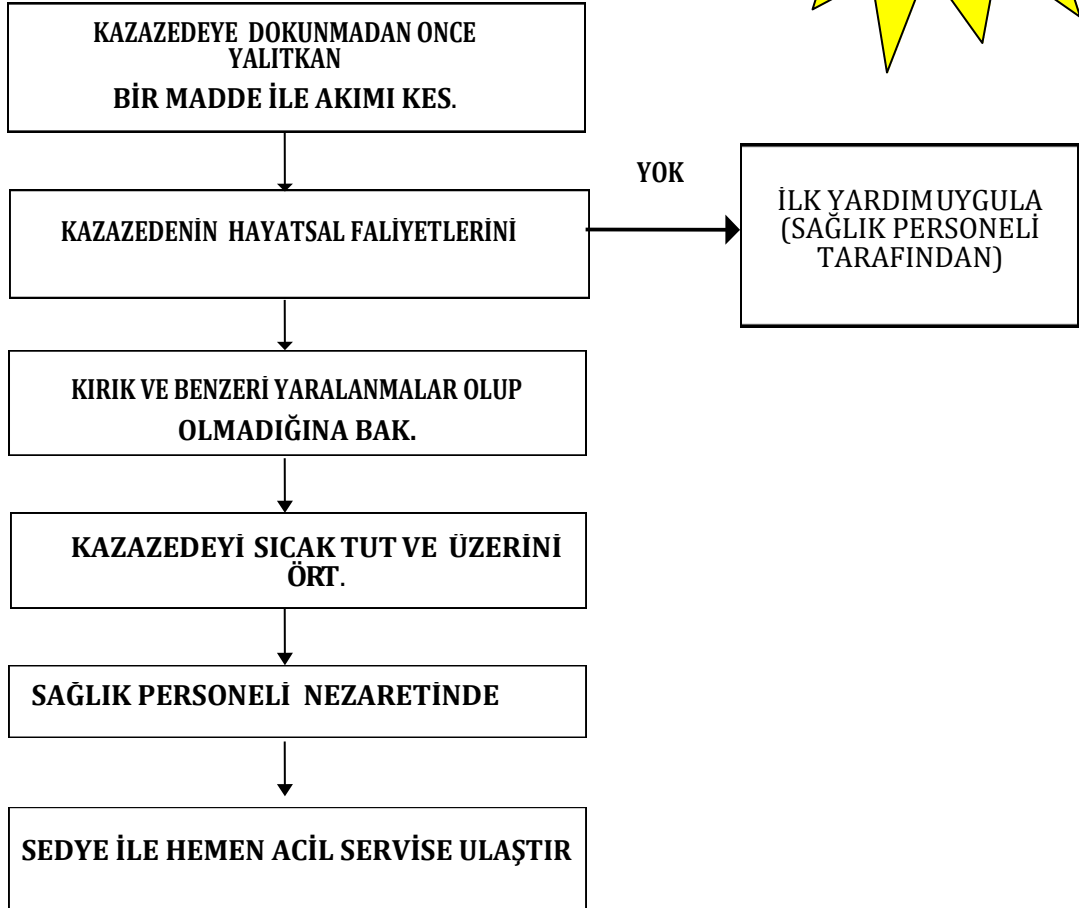 KAZAZEDEYE DOKUNMADAN ONCE
YALITKAN
BİR MADDE İLE AKIMI KES.
YOK
KAZAZEDENİN HAYATSAL FALİYETLERİNİ
İLK YARDIM UYGULA
(SAĞLIK PERSONELİ
TARAFINDAN)
KIRIK VE BENZERİ YARALANMALAR OLUP
OLMADIĞINA BAK.
KAZAZEDEYİ SICAK TUT VE ÜZERİNİ
ÖRT.
SAĞLIK PERSONELİ NEZARETİNDE
SEDYE İLE HEMEN ACİL SERVİSE ULAŞTIR